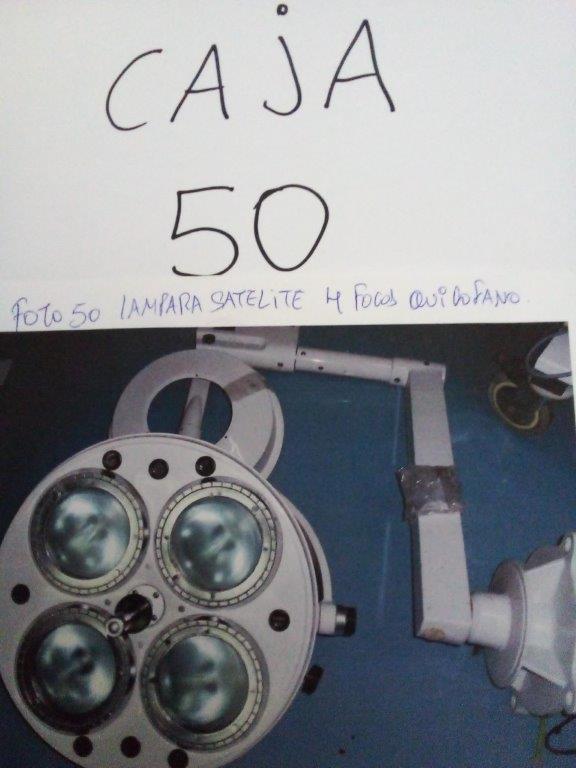 CAjA
50
FOTO 50 LAMPARA SATELITE 4 FOCOS QUIROFANO.